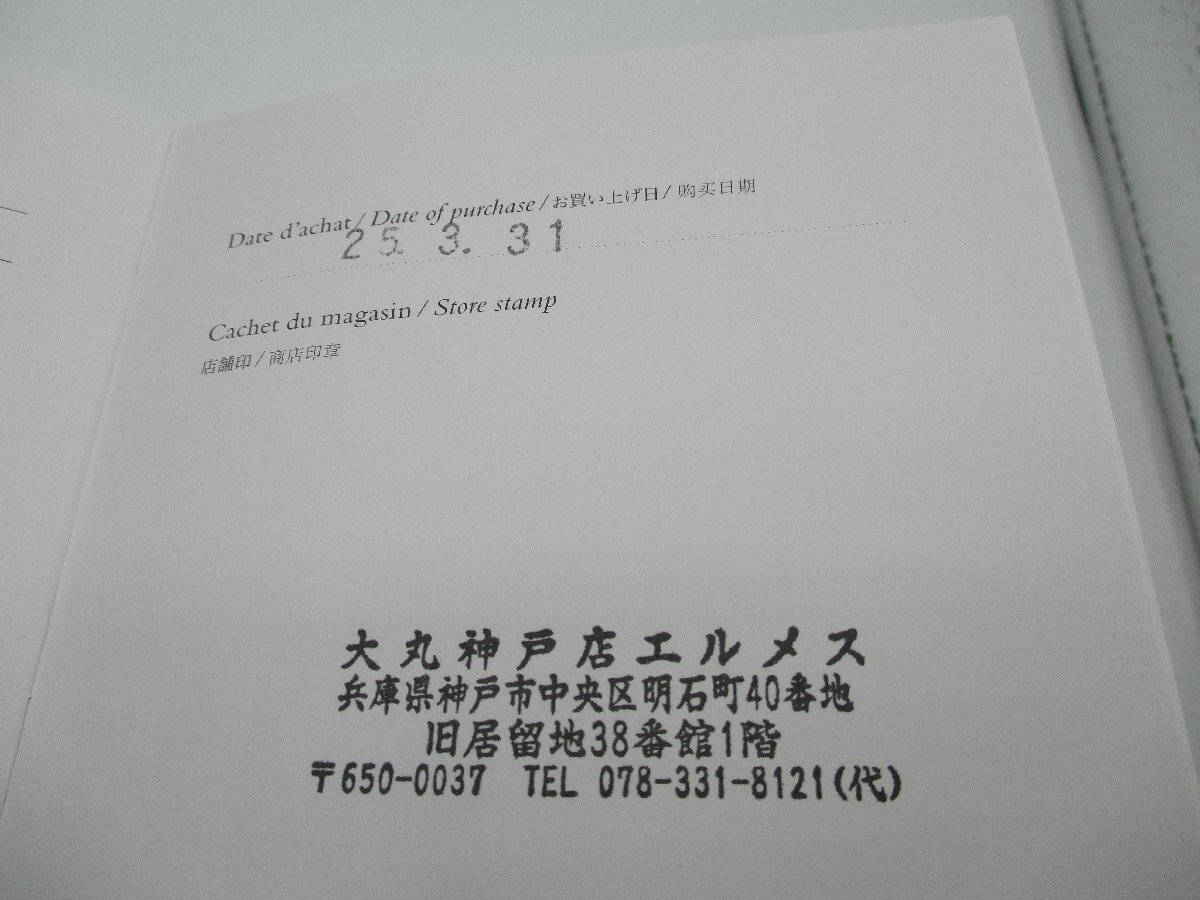 Date d'achat / Date of purchase / お買い上げ日 / 购买日期
25. 3. 31
Cachet du magasin / Store stamp
店舗印 / 商店印章
大丸神戸店エルメス
兵庫県神戸市中央区明石町40番地
旧居留地38番館1階
〒650-0037 TEL 078-331-8121(代)